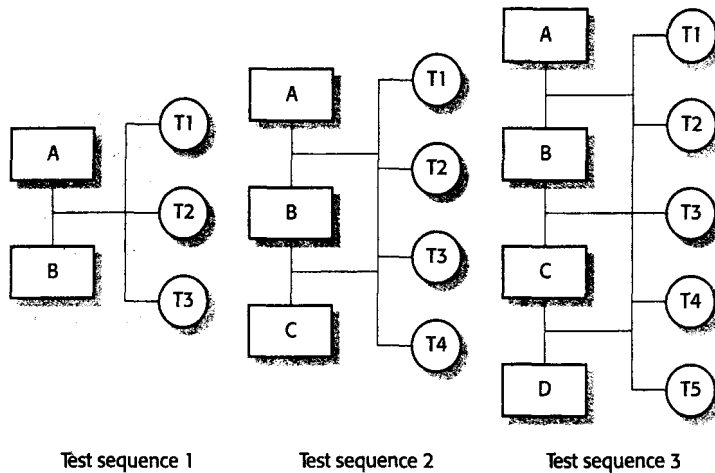 A
B
T1
T2
T3
Test sequence 1
A
B
C
T1
T2
T3
T4
Test sequence 2
A
B
C
D
T1
T2
T3
T4
T5
Test sequence 3